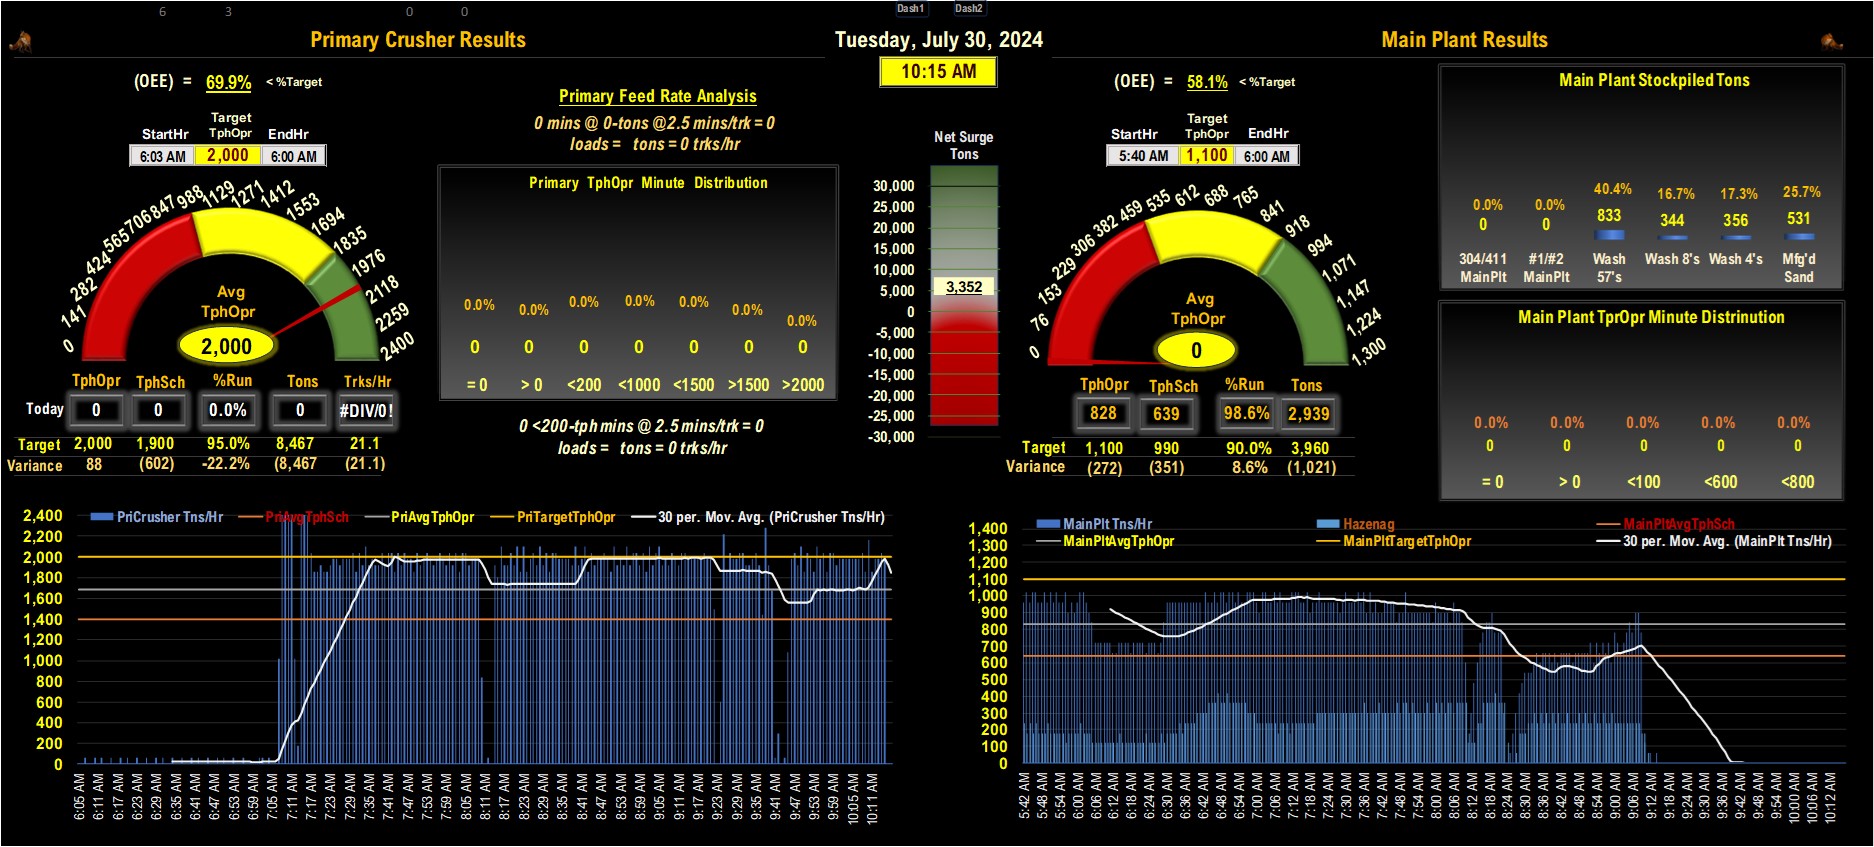 6 3 0 0 Dash1 Dash2
Primary Crusher Results
Tuesday, July 30, 2024
Main Plant Results
10:15 AM
(OEE) = 69.9% < %Target
Target
StartHr TphOpr EndHr
6:03 AM 2,000 6:00 AM
0 141 282 424 565 706 847 988 1129 1271 1412 1553 1694 1835 1976 2118 2259 2400
Avg
TphOpr
2,000
TphOpr TphSch %Run Tons Trks/Hr
Today 0 0 0.0% 0 #DIV/0!
Target 2,000 1,900 95.0% 8,467 21.1
Variance 88 (602) -22.2% (8,467 (21.1)
Primary Feed Rate Analysis
0 mins @ 0-tons @2.5 mins/trk = 0
loads = tons = 0 trks/hr
Primary TphOpr Minute Distribution
0.0% 0.0% 0.0% 0.0% 0.0% 0.0% 0.0%
0 0 0 0 0 0 0
= 0 > 0 <200 <1000 <1500 >1500 >2000
0 <200-tph mins @ 2.5 mins/trk = 0
loads = tons = 0 trks/hr
Net Surge
Tons
30,000
25,000
20,000
15,000
10,000
5,000
3,352
0
-5,000
-10,000
-15,000
-20,000
-25,000
-30,000
(OEE) = 58.1% < %Target
Target
StartHr TphOpr EndHr
5:40 AM 1,100 6:00 AM
0 76 153 229 306 382 459 535 612 688 765 841 918 994 1,071 1,147 1,224 1,300
Avg
TphOpr
0
TphOpr TphSch %Run Tons
828 639 98.6% 2,939
Target 1,100 990 90.0% 3,960
Variance (272) (351) 8.6% (1,021)
Main Plant Stockpiled Tons
0.0% 0.0% 40.4% 16.7% 17.3% 25.7%
0 0 833 344 356 531
304/411 #1/#2 Wash Wash 8's Wash 4's Mfg'd
MainPlt MainPlt 57's Sand
Main Plant TprOpr Minute Distrinution
0.0% 0.0% 0.0% 0.0% 0.0%
0 0 0 0 0
= 0 > 0 <100 <600 <800
PriCrusher Tns/Hr PriAvgTphSch PriAvgTphOpr PriTargetTphOpr 30 per. Mov. Avg. (PriCrusher Tns/Hr)
2,400
2,200
2,000
1,800
1,600
1,400
1,200
1,000
800
600
400
200
0
6:05 AM 6:11 AM 6:17 AM 6:23 AM 6:29 AM 6:35 AM 6:41 AM 6:47 AM 6:53 AM 6:59 AM 7:05 AM 7:11 AM 7:17 AM 7:23 AM 7:29 AM 7:35 AM 7:41 AM 7:47 AM 7:53 AM 7:59 AM 8:05 AM 8:11 AM 8:17 AM 8:23 AM 8:29 AM 8:35 AM 8:41 AM 8:47 AM 8:53 AM 8:59 AM 9:05 AM 9:11 AM 9:17 AM 9:23 AM 9:29 AM 9:35 AM 9:41 AM 9:47 AM 9:53 AM 9:59 AM 10:05 AM 10:11 AM
MainPlt Tns/Hr Hazenag MainPltAvgTphSch
MainPltAvgTphOpr MainPltTargetTphOpr 30 per. Mov. Avg. (MainPlt Tns/Hr)
1,400
1,300
1,200
1,100
1,000
900
800
700
600
500
400
300
200
100
0
5:42 AM 5:48 AM 5:54 AM 6:00 AM 6:06 AM 6:12 AM 6:18 AM 6:24 AM 6:30 AM 6:36 AM 6:42 AM 6:48 AM 6:54 AM 7:00 AM 7:06 AM 7:12 AM 7:18 AM 7:24 AM 7:30 AM 7:36 AM 7:42 AM 7:48 AM 7:54 AM 8:00 AM 8:06 AM 8:12 AM 8:18 AM 8:24 AM 8:30 AM 8:36 AM 8:42 AM 8:48 AM 8:54 AM 9:00 AM 9:06 AM 9:12 AM 9:18 AM 9:24 AM 9:30 AM 9:36 AM 9:42 AM 9:48 AM 9:54 AM 10:00 AM 10:06 AM 10:12 AM